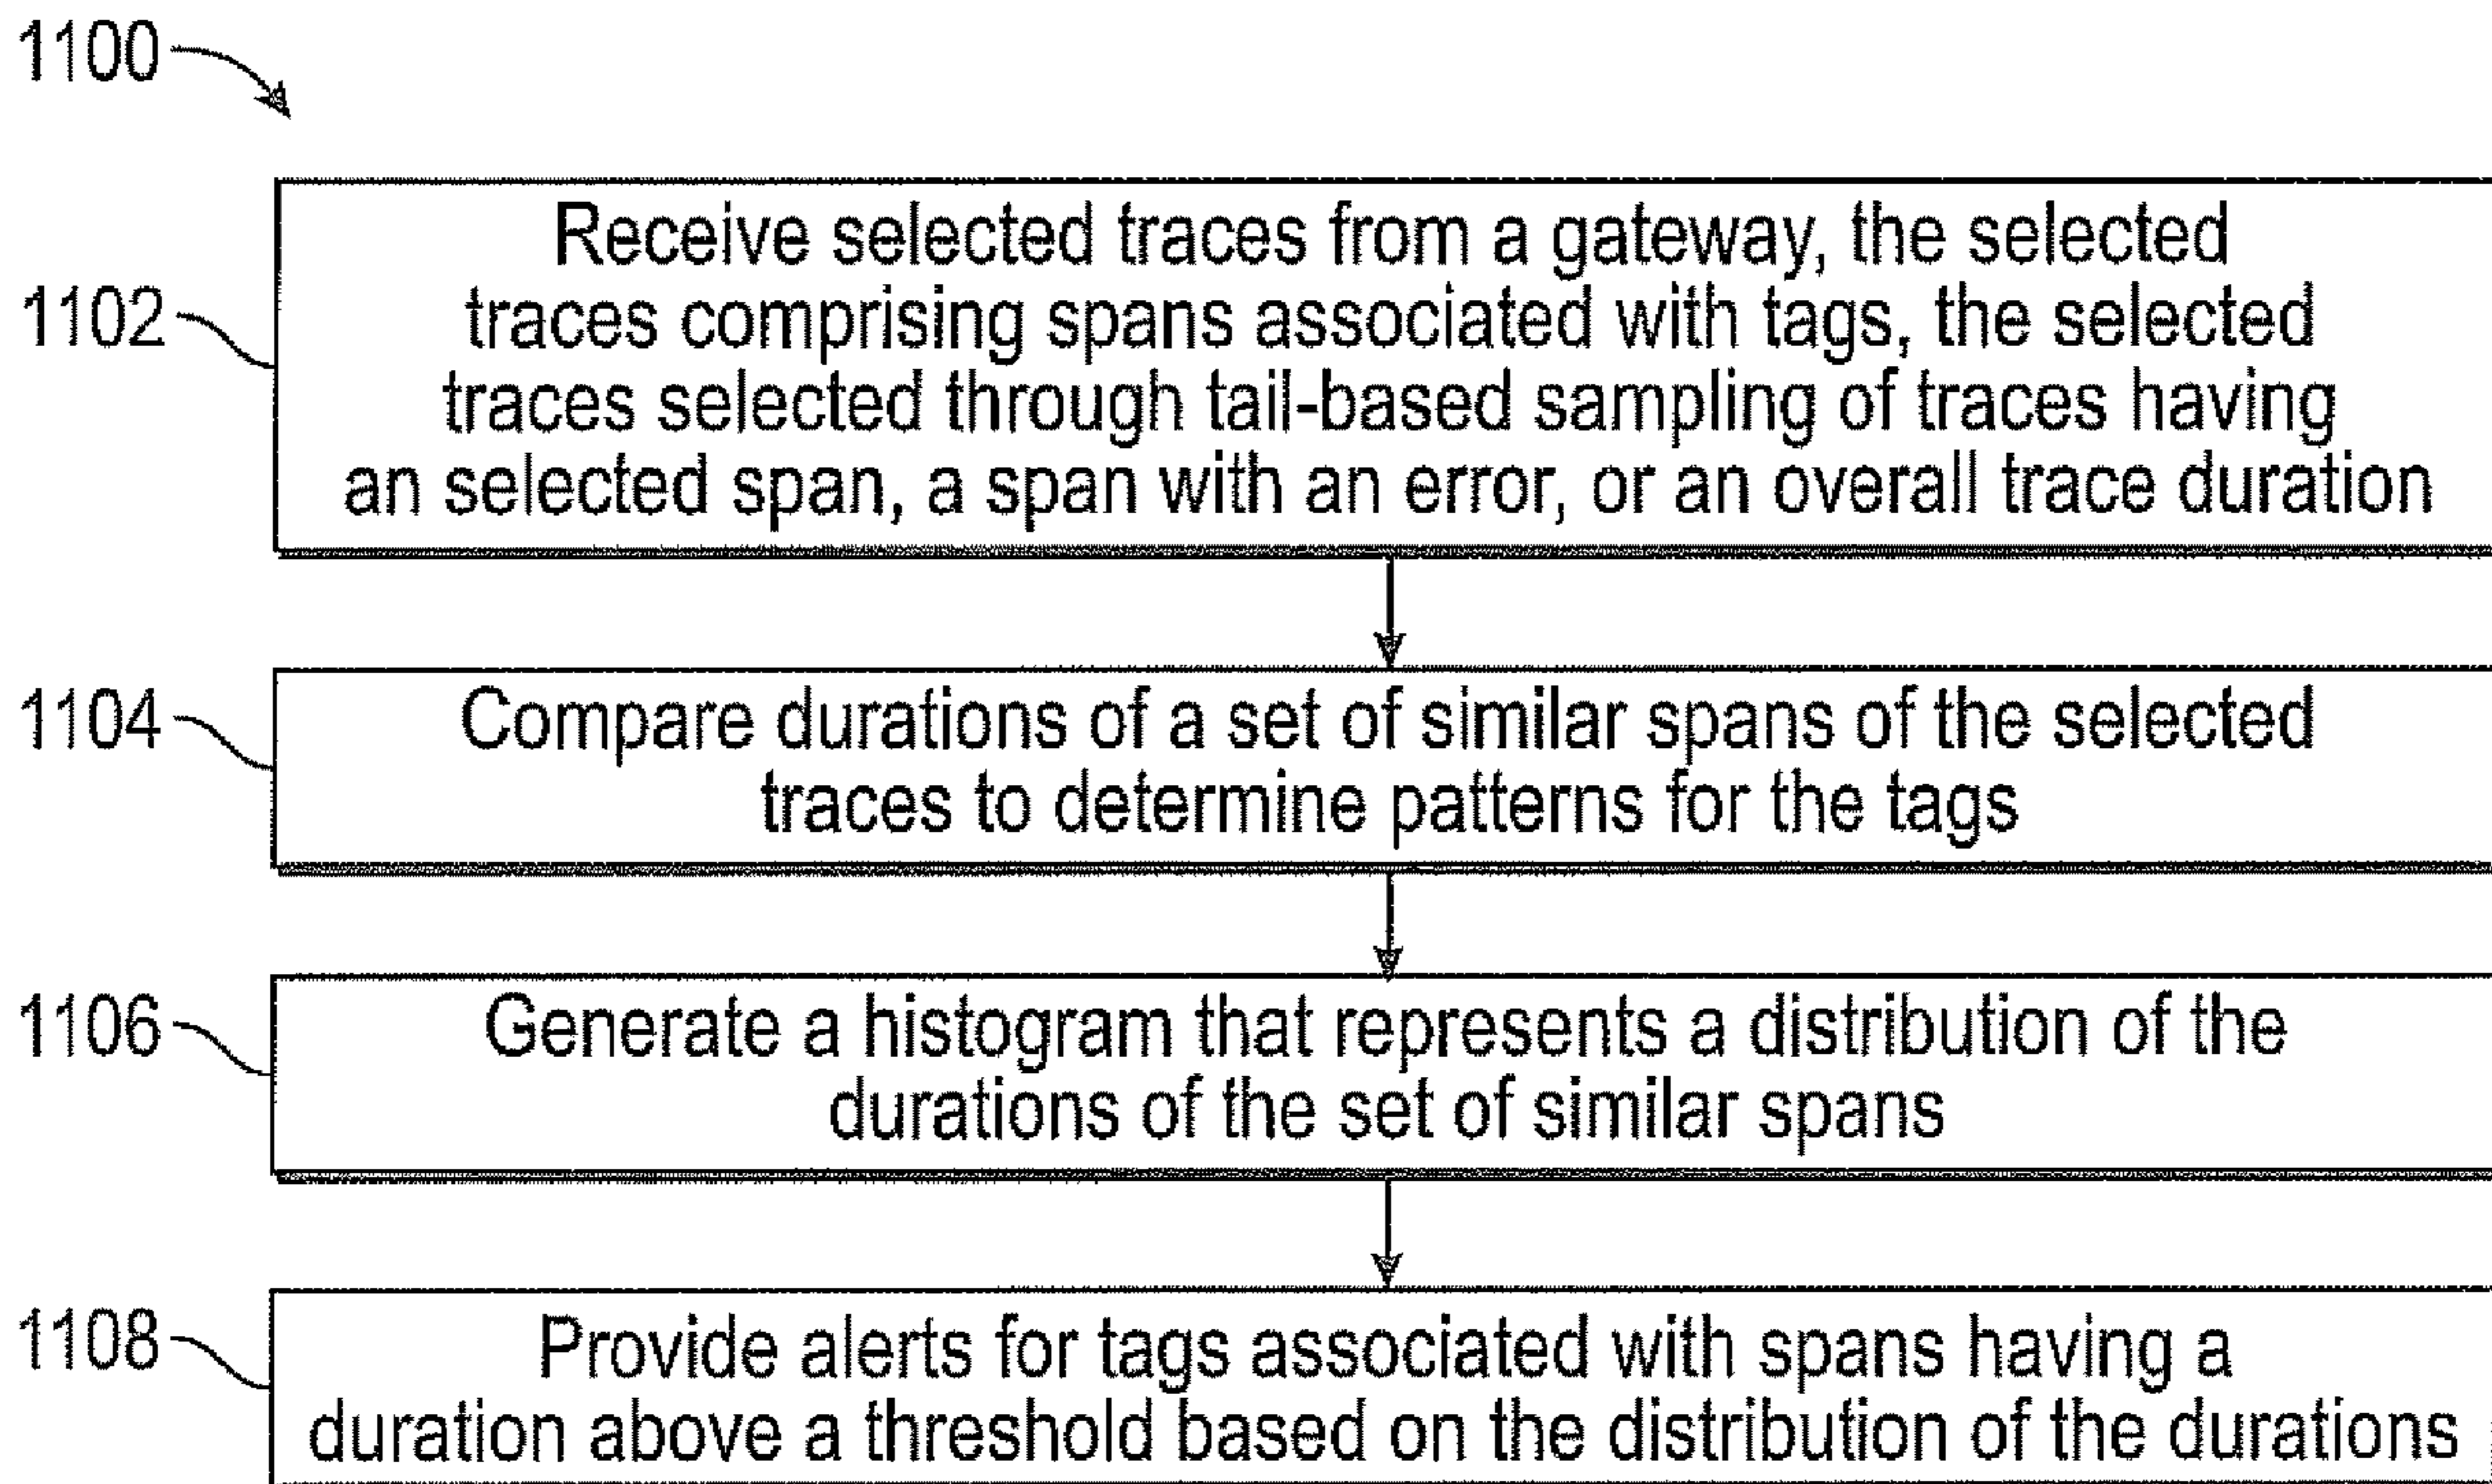 1100
1102
Receive selected traces from a gateway, the selected
traces comprising spans associated with tags, the selected
traces selected through tail-based sampling of traces having
an selected span, a span with an error, or an overall trace duration
1104
Compare durations of a set of similar spans of the selected
traces to determine patterns for the tags
1106
Generate a histogram that represents a distribution of the
durations of the set of similar spans
1108
Provide alerts for tags associated with spans having a
duration above a threshold based on the distribution of the durations